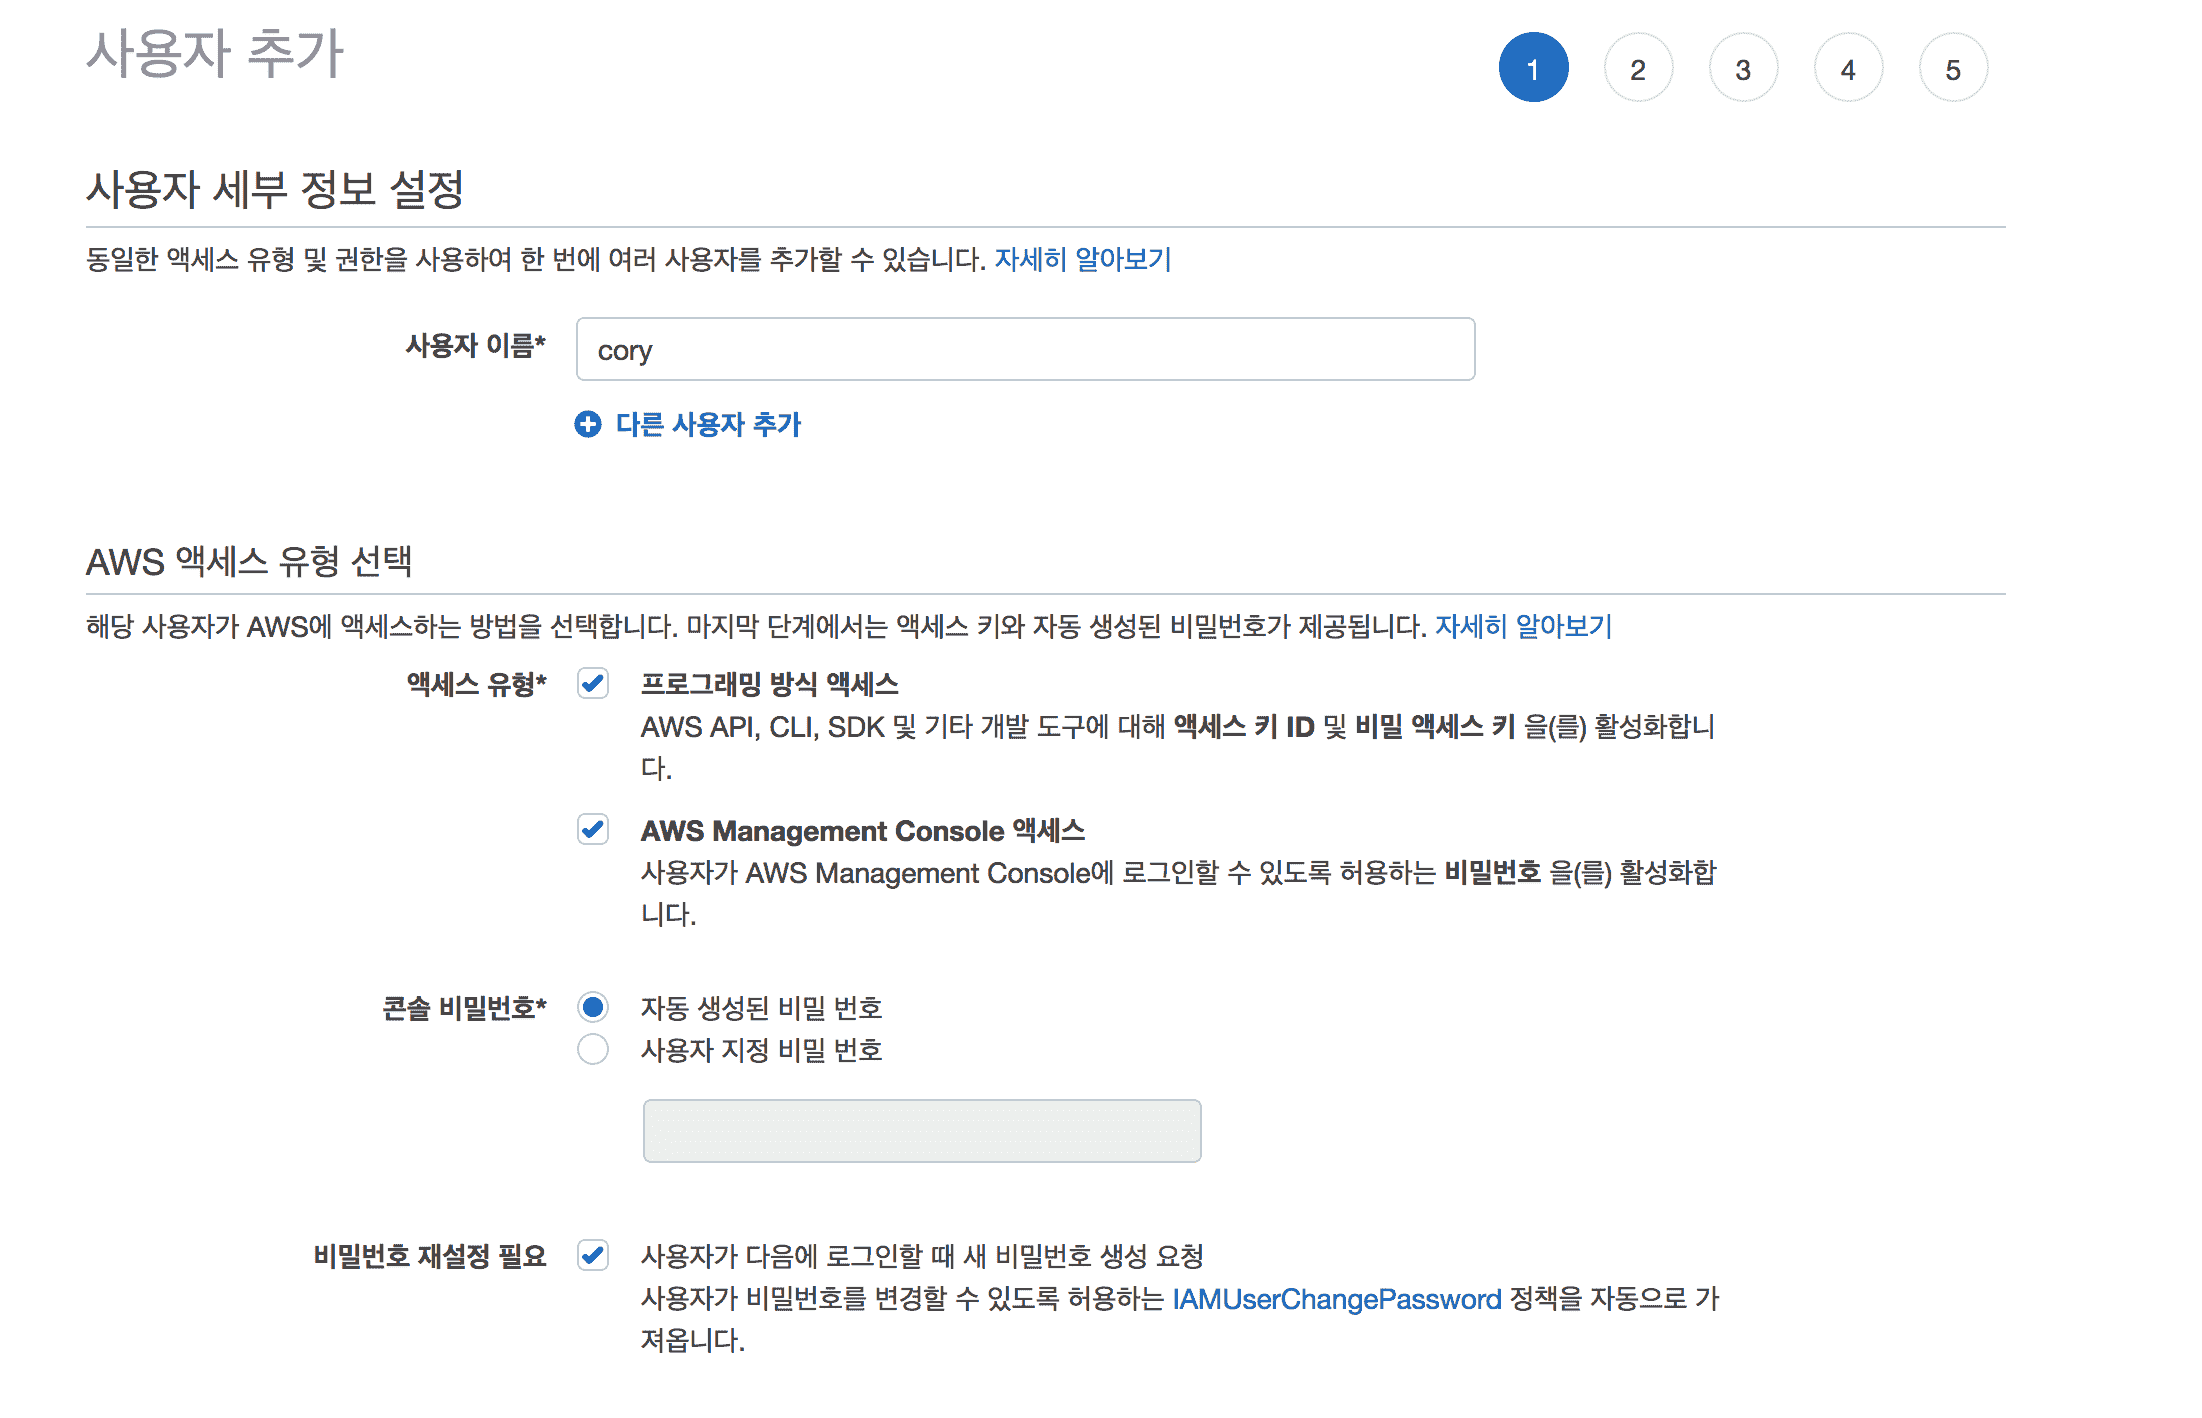 사용자 추가
1 2 3 4 5
사용자 세부 정보 설정
동일한 액세스 유형 및 권한을 사용하여 한 번에 여러 사용자를 추가할 수 있습니다. 자세히 알아보기
사용자 이름* cory
다른 사용자 추가
AWS 액세스 유형 선택
해당 사용자가 AWS에 액세스하는 방법을 선택합니다. 마지막 단계에서는 액세스 키와 자동 생성된 비밀번호가 제공됩니다. 자세히 알아보기
액세스 유형* 프로그래밍 방식 액세스
AWS API, CLI, SDK 및 기타 개발 도구에 대해 액세스 키 ID 및 비밀 액세스 키 을(를) 활성화합니
다.
AWS Management Console 액세스
사용자가 AWS Management Console에 로그인할 수 있도록 허용하는 비밀번호 을(를) 활성화합
니다.
콘솔 비밀번호* 자동 생성된 비밀 번호
사용자 지정 비밀 번호
비밀번호 재설정 필요 사용자가 다음에 로그인할 때 새 비밀번호 생성 요청
사용자가 비밀번호를 변경할 수 있도록 허용하는 IAMUserChangePassword 정책을 자동으로 가
져옵니다.